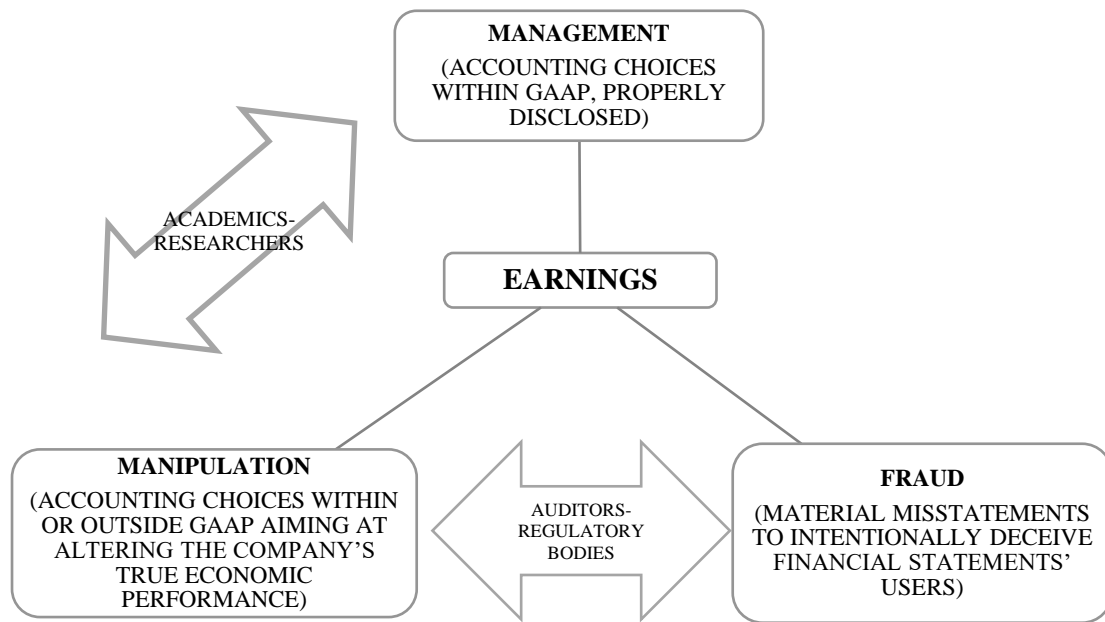 MANAGEMENT
(ACCOUNTING CHOICES
WITHIN GAAP, PROPERLY
DISCLOSED)
ACADEMICS-
RESEARCHERS
EARNINGS
MANIPULATION
(ACCOUNTING CHOICES WITHIN
OR OUTSIDE GAAP AIMING AT
ALTERING THE COMPANY’S
TRUE ECONOMIC
PERFORMANCE)
AUDITORS-
REGULATORY
BODIES
FRAUD
(MATERIAL MISSTATEMENTS
TO INTENTIONALLY DECEIVE
FINANCIAL STATEMENTS’
USERS)